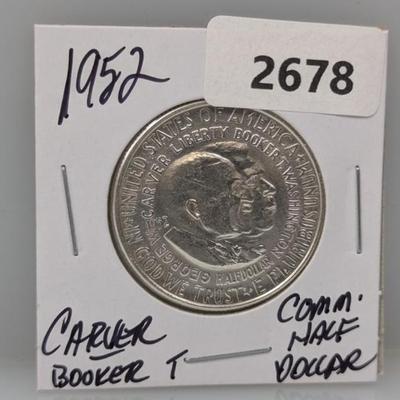 1952
2678
UNITED STATES OF AMERICA
E PLURIBUS UNUM
IN GOD WE TRUST
GEORGE W. CARVER LIBERTY BOOKER T. WASHINGTON
HALF DOLLAR
CARVER
BOOKER T
COMM.
HALF
DOLLAR